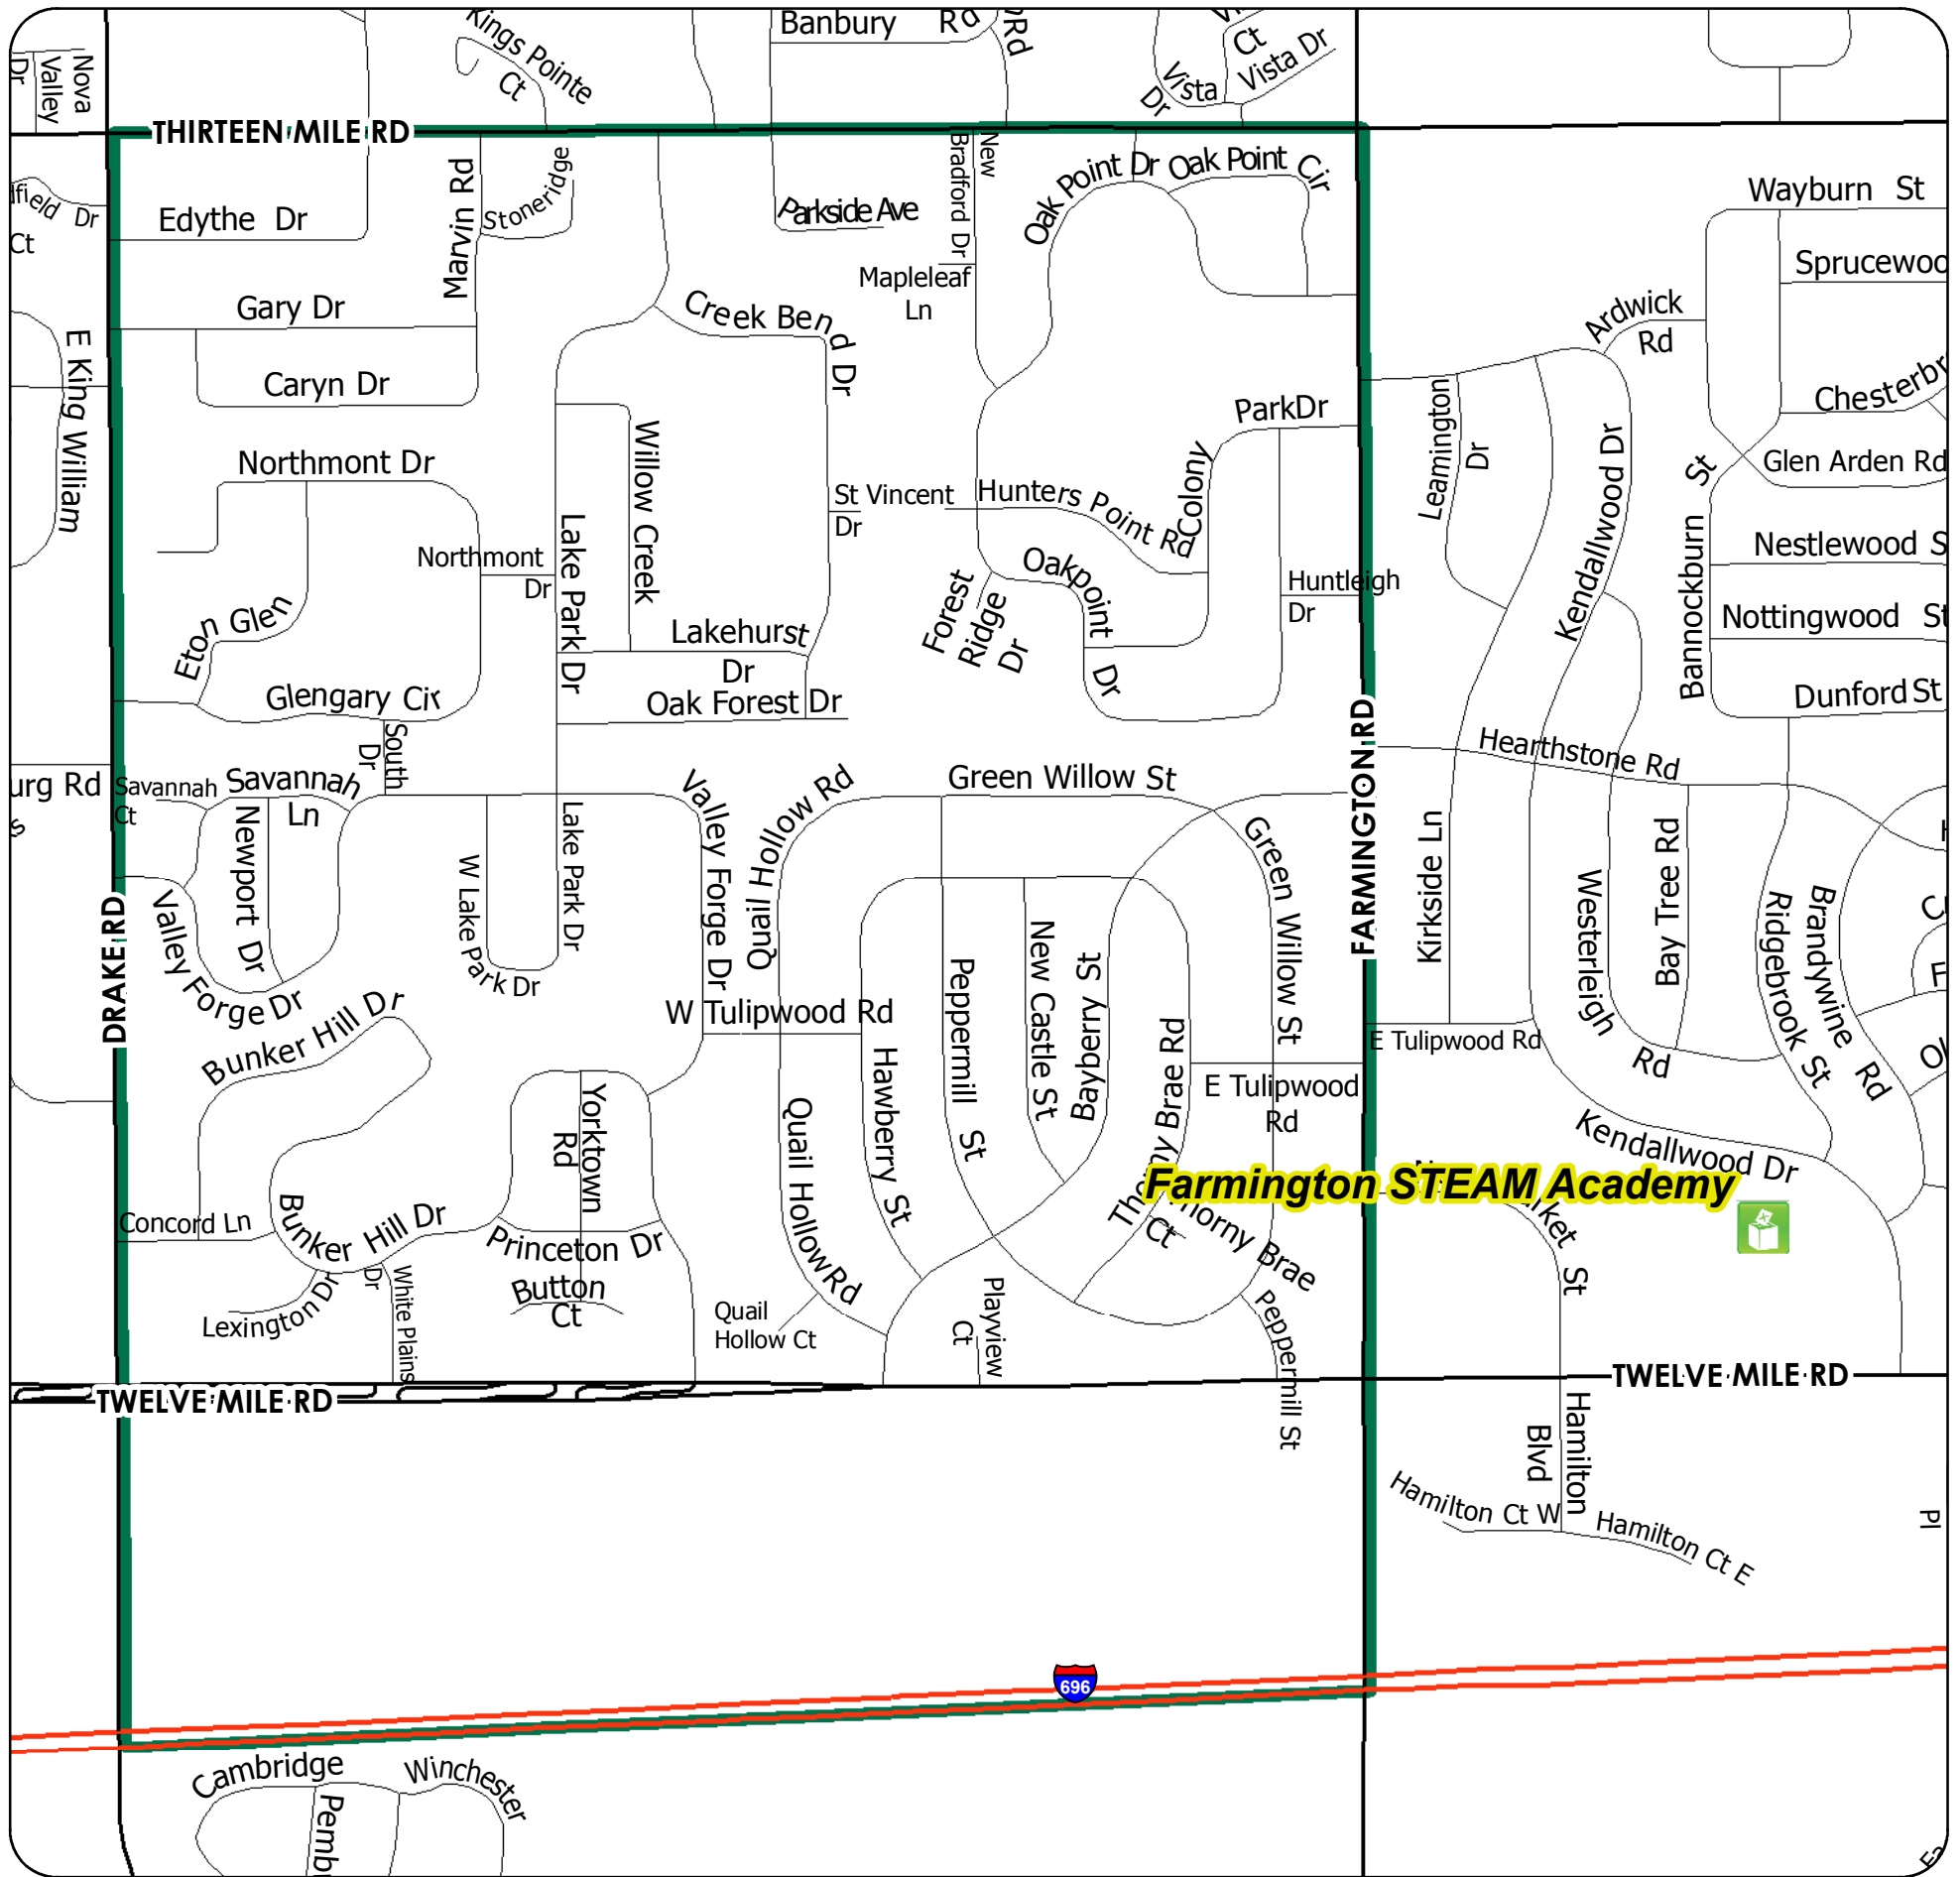 Kings Pointe
Ct
Banbury Rd
Rd
Ct
Vista Dr
Vista
Dr
Nova
Valley
Dr
THIRTEEN MILE RD
Edythe Dr
Marvin Rd
Stoneridge
Parkside Ave
New
Bradford Dr
Mapleleaf
Ln
Oak Point Dr
Oak Point Cir
Wayburn St
Dr
Ct
Gary Dr
Creek Bend Dr
Ardwick
Rd
E King William
Caryn Dr
Willow Creek
ParkDr
Leamington
Dr
Kendallwood Dr
Northmont Dr
St Vincent
Dr
Hunters Point Rd
Colony
Bannockburn St
Glen Arden Rd
Northmont
Dr
Lake Park Dr
Eton Glen
Lakehurst
Dr
Oak Forest Dr
Forest
Ridge
Dr
Oakpoint Dr
Huntleigh
Dr
Nestlewood S
Nottingwood St
Dunford St
Glengary Cir
South
Dr
FARMINGTON RD
Hearthstone Rd
urg Rd
Savannah
Ct
Savannah
Ln
Newport Dr
Valley Forge Dr
W Lake Park Dr
Lake Park Dr
Valley Forge Dr
Quail Hollow Rd
Green Willow St
Green Willow St
Kirkside Ln
Westerleigh
Rd
Bay Tree Rd
Ridgebrook St
Brandywine Rd
DRAKE RD
Bunker Hill Dr
W Tulipwood Rd
Peppermill St
New Castle St
Bayberry St
Thorny Brae Rd
E Tulipwood
Rd
E Tulipwood Rd
Hawberry St
Quail HollowRd
Yorktown
Rd
Kendallwood Dr
Farmington STEAM Academy
St
Concord Ln
Bunker Hill Dr
Princeton Dr
Button
Ct
Lexington Dr
White Plains
Dr
Quail
Hollow Ct
Playview
Ct
Ct
Thorny Brae
Peppermill St
TWELVE MILE RD
TWELVE MILE RD
Hamilton
Blvd
Hamilton Ct W
Hamilton Ct E
Pl
696
Cambridge
Winchester